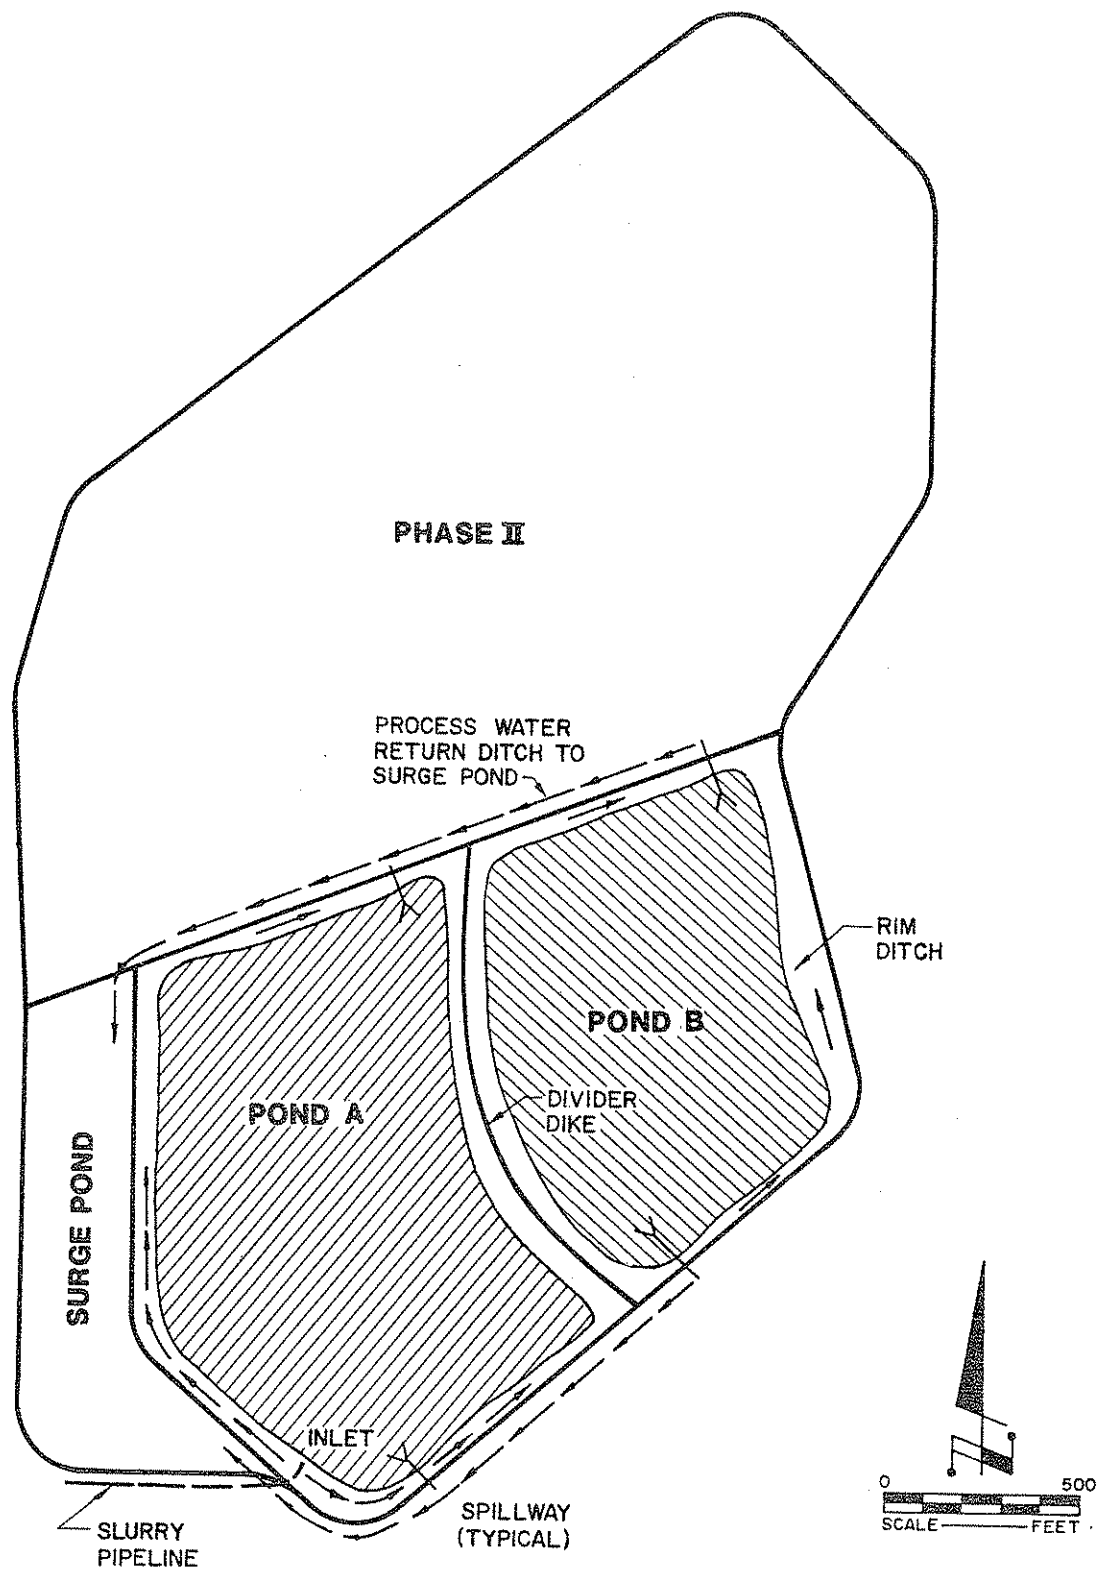 PHASE II
PROCESS WATER
RETURN DITCH TO
SURGE POND
RIM
DITCH
POND B
DIVIDER
DIKE
POND A
SURGE POND
INLET
SPILLWAY
(TYPICAL)
SLURRY
PIPELINE
0 500
SCALE FEET